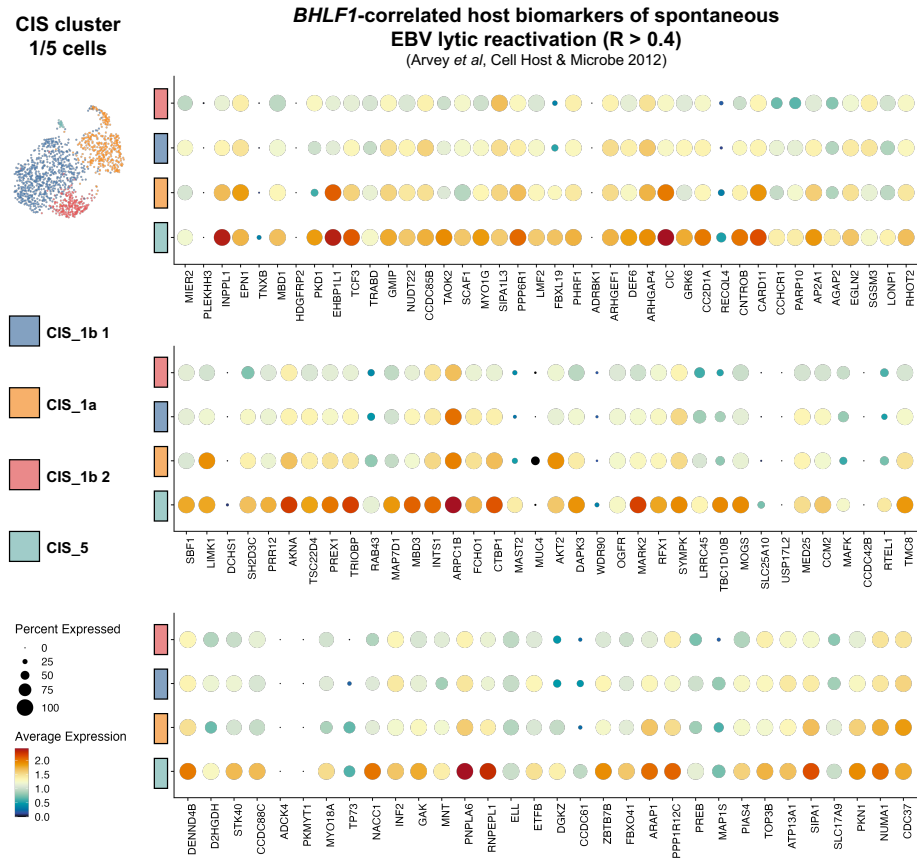 CIS cluster
1/5 cells
BHLF1-correlated host biomarkers of spontaneous
EBV lytic reactivation (R > 0.4)
(Arvey et al, Cell Host & Microbe 2012)
MIER2 PLEKHH3 INPPL1 EPN1 TNXB MBD1 HDGFRP2 PKD1 EHBP1L1 TCF3 TRABD GMIP NUDT22 CCDC85B TAOK2 SCAF1 MYO1G SIPA1L3 PPP6R1 LMF2 FBXL19 PHRF1 ADRBK1 ARHGEF1 DEF6 ARHGAP4 CIC GRK6 CC2D1A RECQL4 CNTROB CARD11 CCHCR1 PARP10 AP2A1 AGAP2 EGLN2 SGSM3 LONP1 RHOT2
CIS_1b 1
CIS_1a
CIS_1b 2
CIS_5
SBF1 LIMK1 DCHS1 SH2D3C PRR12 AKNA TSC22D4 PREX1 TRIOBP RAB43 MAP7D1 MBD3 INTS1 ARPC1B FCHO1 CTBP1 MAST2 MUC4 AKT2 DAPK3 WDR90 OGFR MARK2 RFX1 SYMPK LRRC45 TBC1D10B MOGS SLC25A10 USP17L2 MED25 CCM2 MAFK CCDC42B RTEL1 TMC8
Percent Expressed
0
25
50
75
100
Average Expression
2.0
1.5
1.0
0.5
0.0
DENND4B D2HGDH STK40 CCDC88C ADCK4 PKMYT1 MYO18A TP73 NACC1 INF2 GAK MNT PNPLA6 RNPEPL1 ELL ETFB DGKZ CCDC61 ZBTB7B FBXO41 ARAP1 PPP1R12C PREB MAP1S PIAS4 TOP3B ATP13A1 SIPA1 SLC17A9 PKN1 NUMA1 CDC37